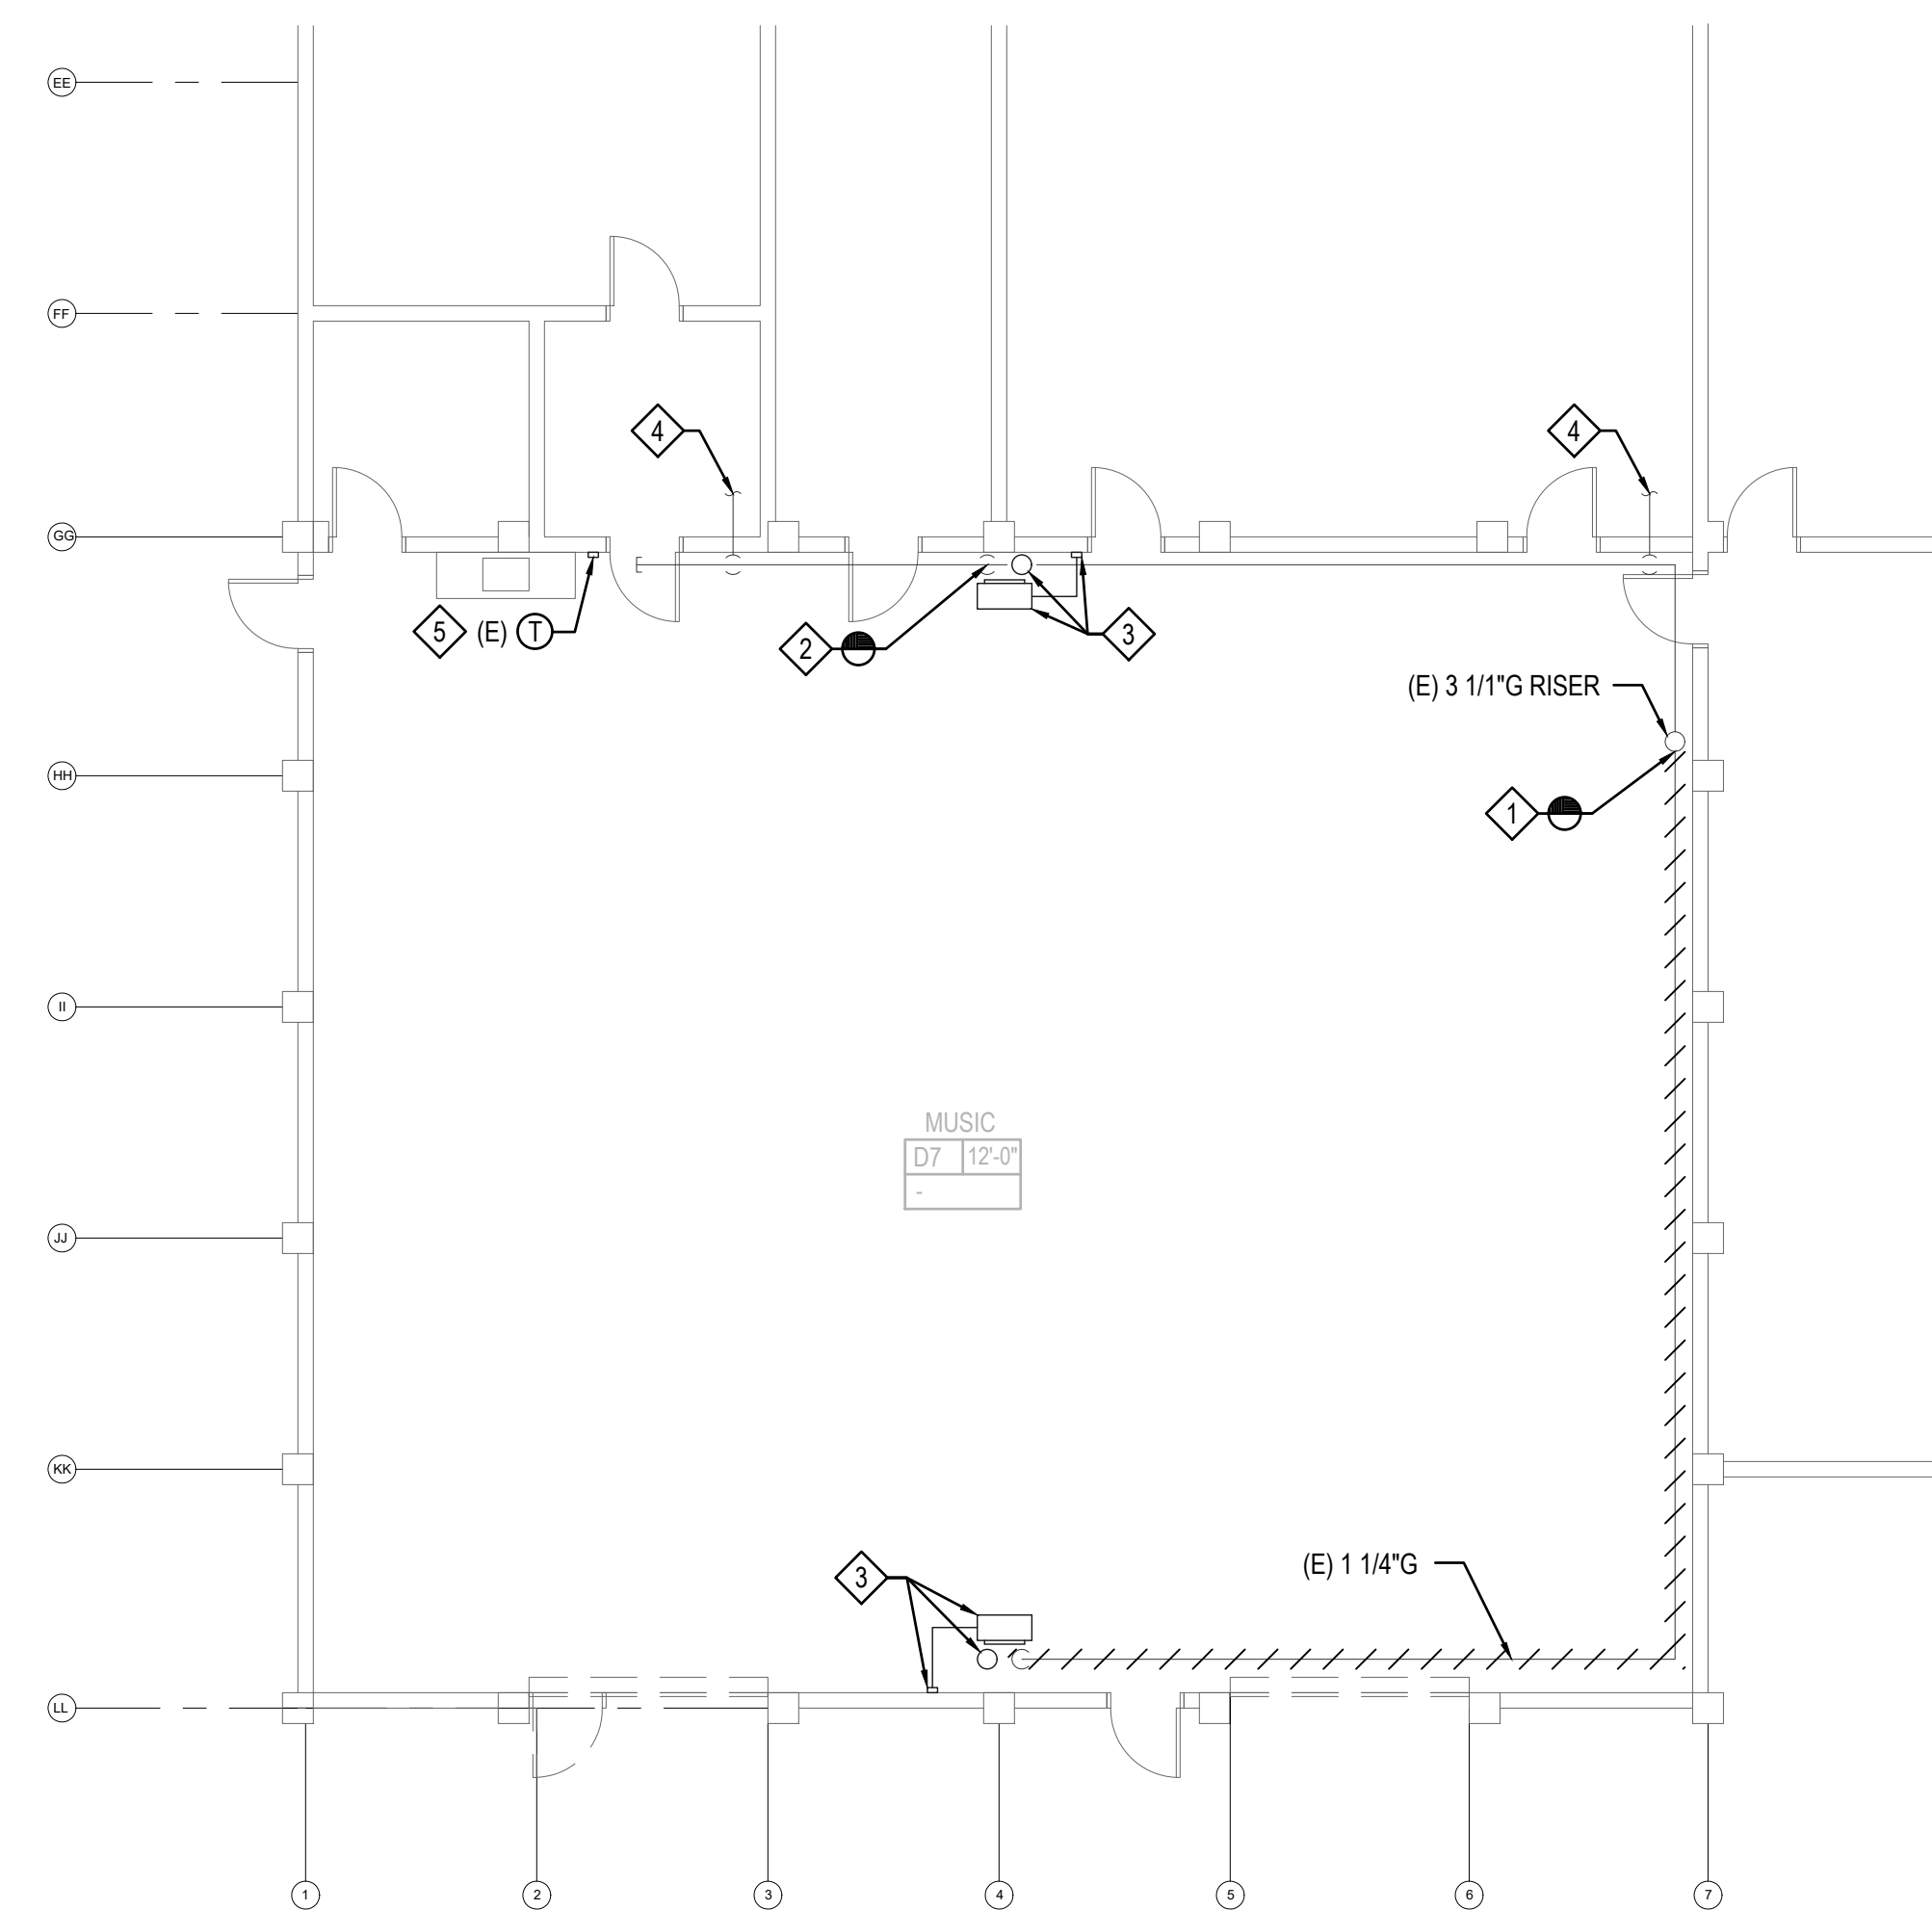 EE
FF
4
4
GG
5 (E) T
2
3
(E) 3 1/1"G RISER
HH
1
II
MUSIC
D7 12'-0"
-
JJ
KK
3
(E) 1 1/4"G
LL
1 2 3 4 5 6 7